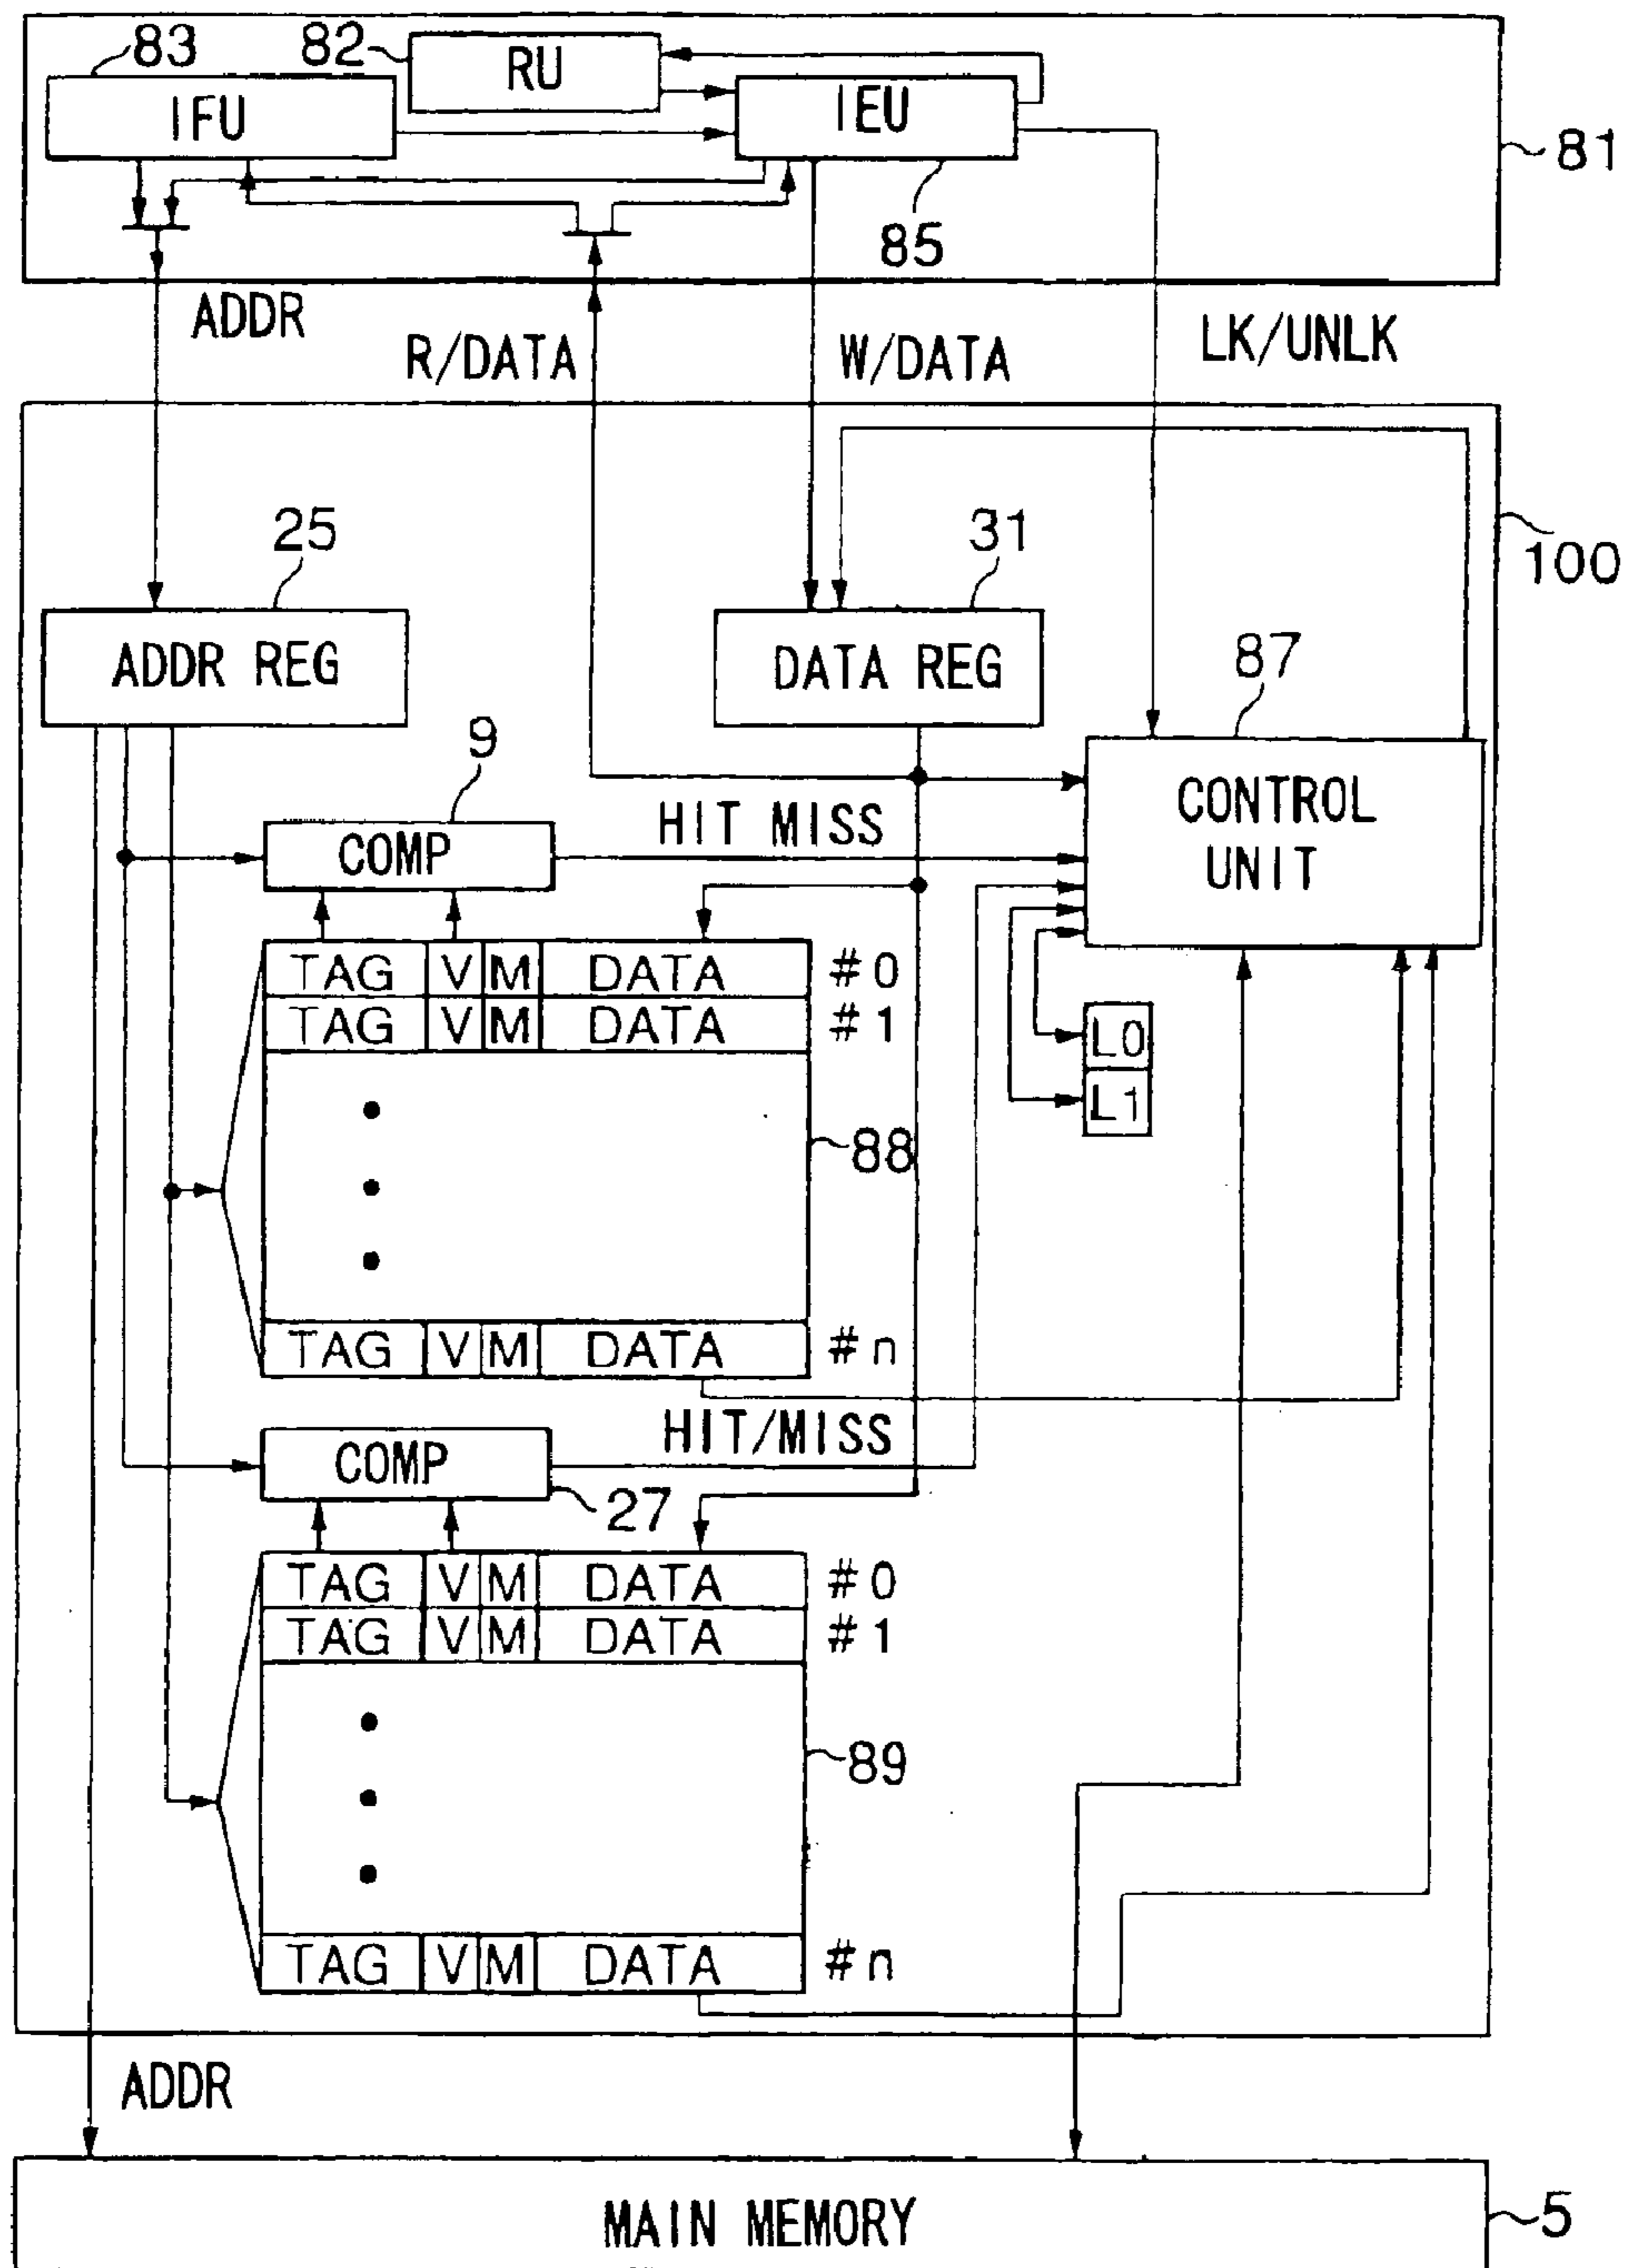 83
82
RU
IFU
IEU
81
85
ADDR
R/DATA
W/DATA
LK/UNLK
25
31
100
ADDR REG
DATA REG
87
9
CONTROL
UNIT
COMP
HIT MISS
TAG V M DATA #0
TAG V M DATA #1
L0
L1
88
TAG V M DATA #n
HIT/MISS
COMP
27
TAG V M DATA #0
TAG V M DATA #1
89
TAG V M DATA #n
ADDR
MAIN MEMORY
5